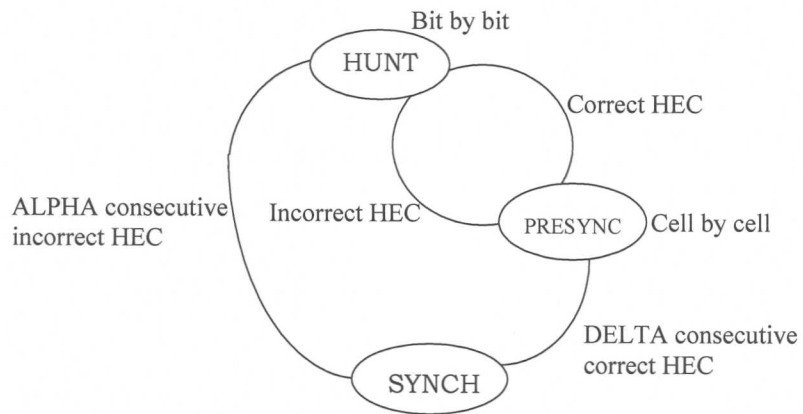 Bit by bit
HUNT
Correct HEC
ALPHA consecutive
incorrect HEC
Incorrect HEC
PRESYNC
Cell by cell
DELTA consecutive
correct HEC
SYNCH